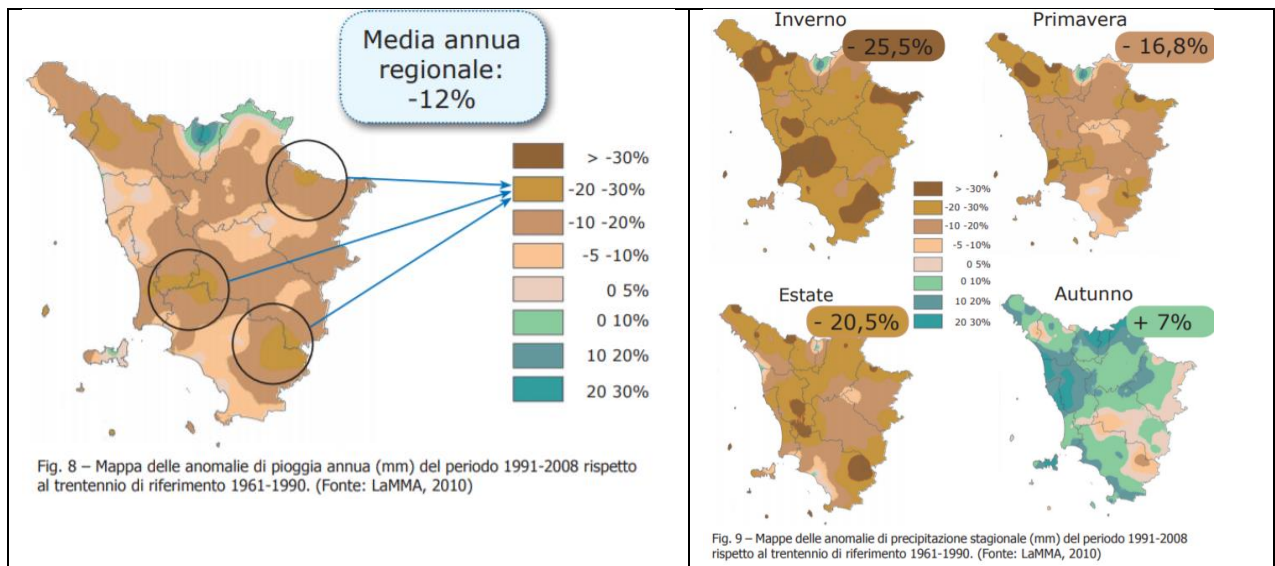 Media annua
regionale:
-12%
> -30%
-20 -30%
-10 -20%
-5 -10%
0 5%
0 10%
10 20%
20 30%
Fig. 8 – Mappa delle anomalie di pioggia annua (mm) del periodo 1991-2008 rispetto
al trentennio di riferimento 1961-1990. (Fonte: LaMMA, 2010)
Inverno
- 25,5%
Primavera
- 16,8%
> -30%
-20 -30%
-10 -20%
-5 -10%
0 5%
0 10%
10 20%
20 30%
Estate
- 20,5%
Autunno
+ 7%
Fig. 9 – Mappe delle anomalie di precipitazione stagionale (mm) del periodo 1991-2008
rispetto al trentennio di riferimento 1961-1990. (Fonte: LaMMA, 2010)